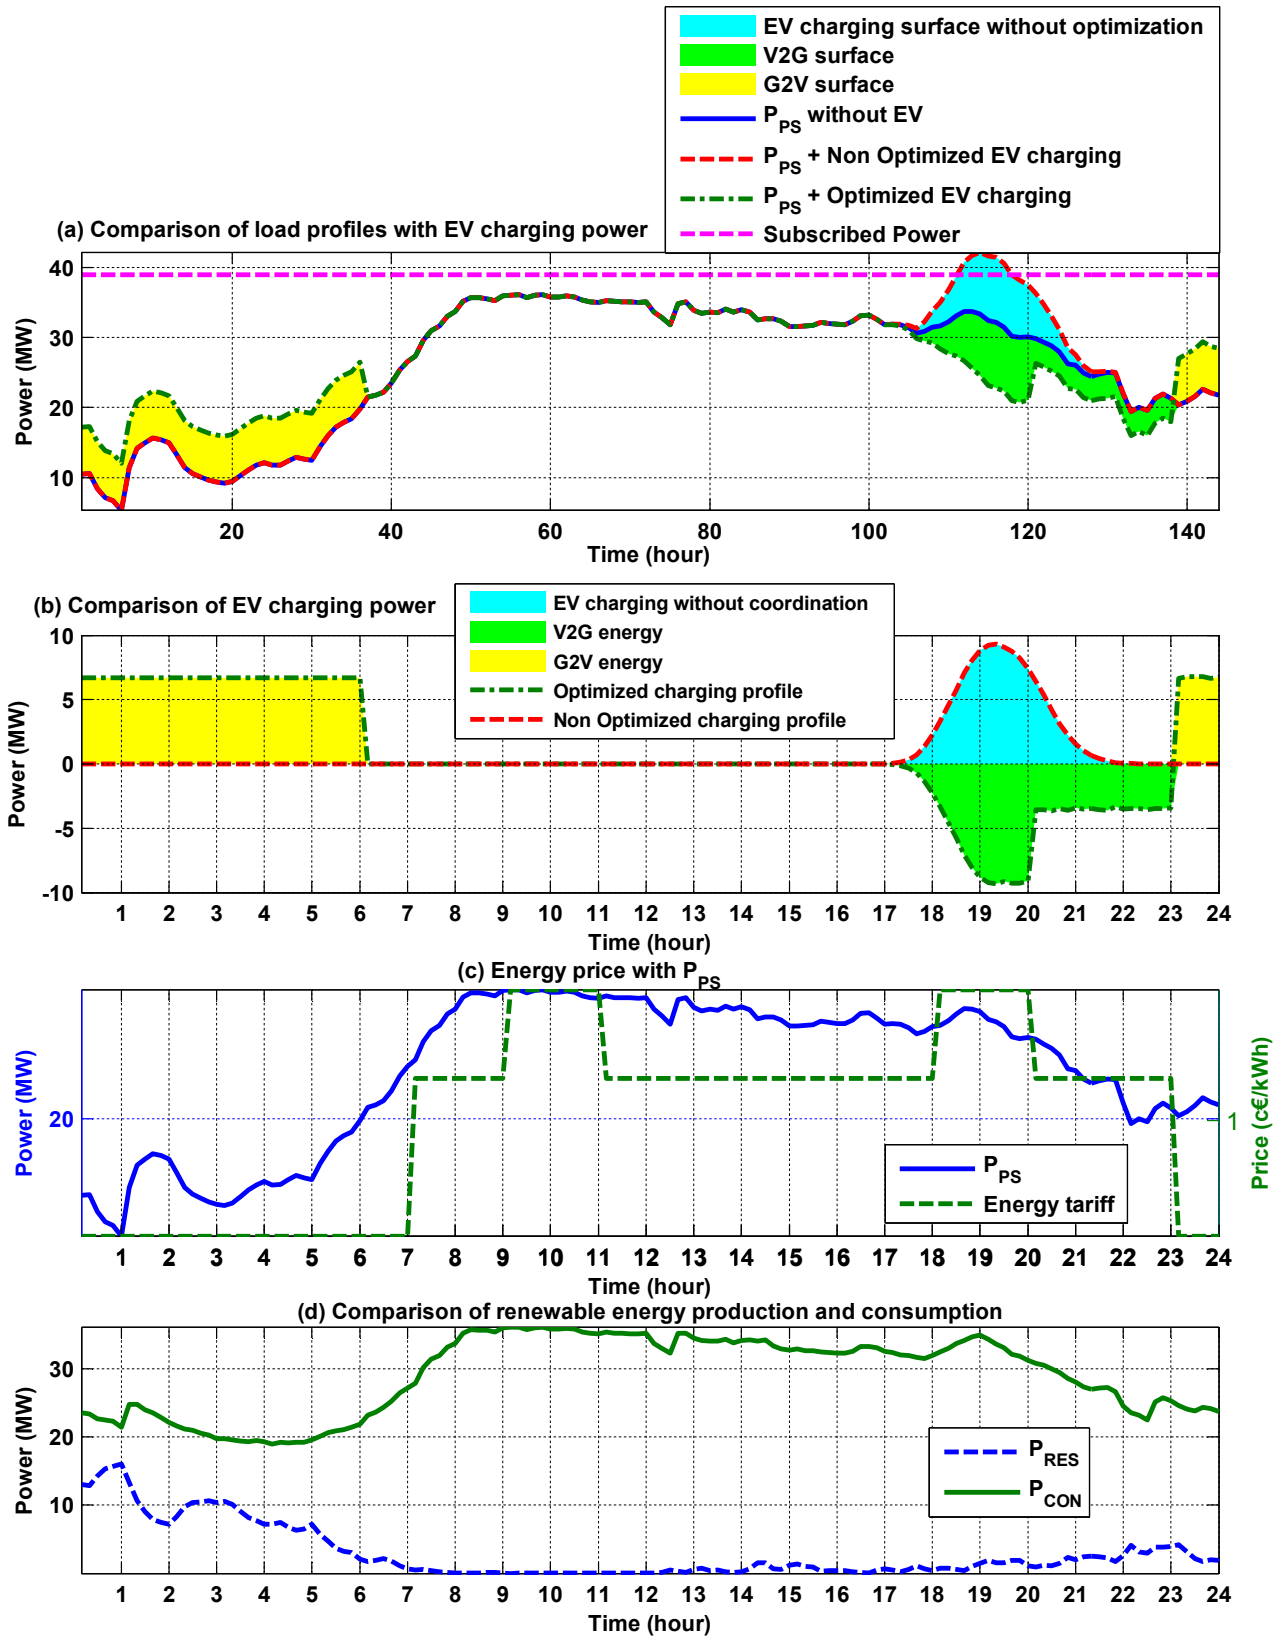 EV charging surface without optimization
V2G surface
G2V surface
PPS without EV
PPS + Non Optimized EV charging
PPS + Optimized EV charging
Subscribed Power
(a) Comparison of load profiles with EV charging power
40
30
20
10
Power (MW)
20 40 60 80 100 120 140
Time (hour)
(b) Comparison of EV charging power
EV charging without coordination
V2G energy
G2V energy
Optimized charging profile
Non Optimized charging profile
10
5
0
-5
-10
Power (MW)
1 2 3 4 5 6 7 8 9 10 11 12 13 14 15 16 17 18 19 20 21 22 23 24
Time (hour)
(c) Energy price with PPS
Power (MW)
20
1
Price (c€/kWh)
PPS
Energy tariff
1 2 3 4 5 6 7 8 9 10 11 12 13 14 15 16 17 18 19 20 21 22 23 24
Time (hour)
(d) Comparison of renewable energy production and consumption
30
20
10
Power (MW)
PRES
PCON
1 2 3 4 5 6 7 8 9 10 11 12 13 14 15 16 17 18 19 20 21 22 23 24
Time (hour)